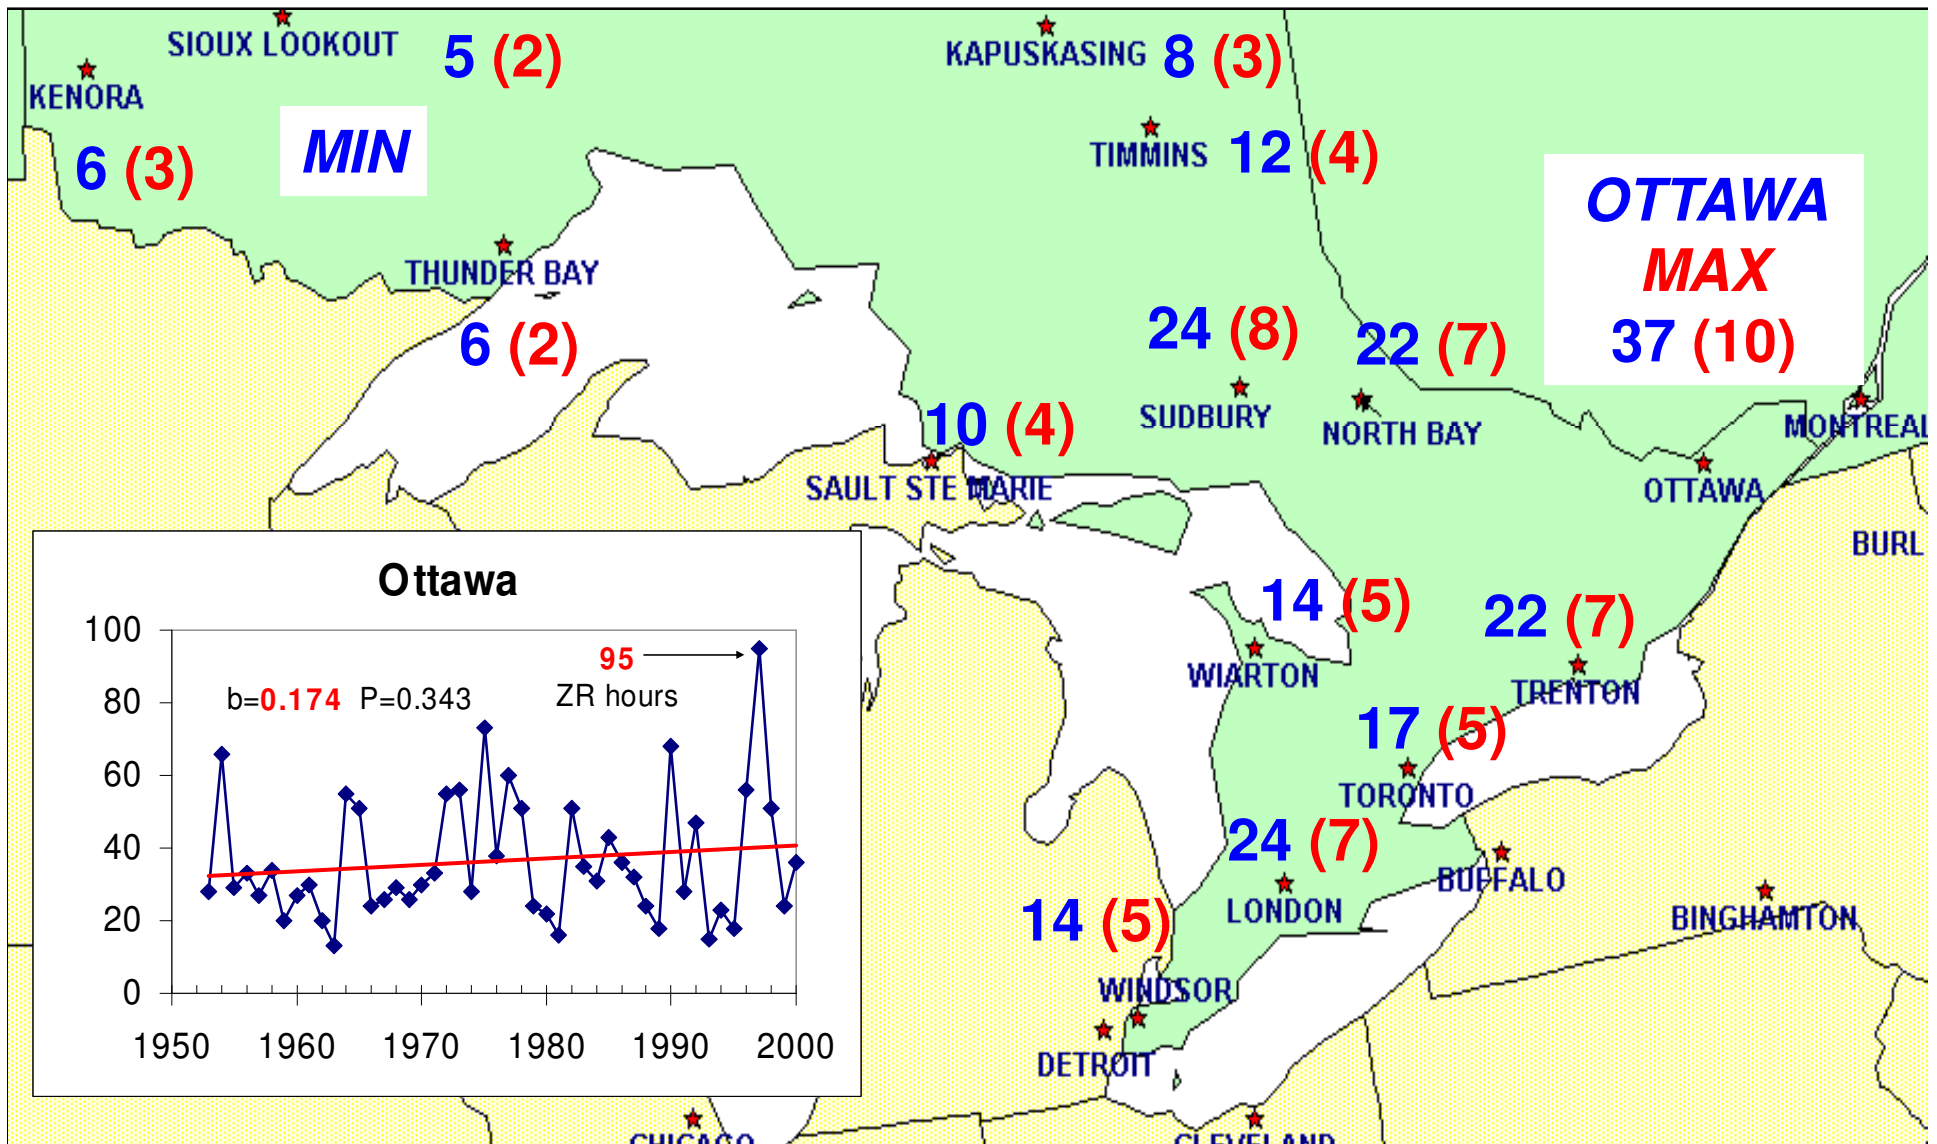 SIOUX LOOKOUT 5 (2)
KAPUSKASING 8 (3)
KENORA
6 (3)
MIN
TIMMINS 12 (4)
OTTAWA
MAX
37 (10)
THUNDER BAY
6 (2)
24 (8)
22 (7)
SUDBURY
NORTH BAY
MONTREAL
10 (4)
SAULT STE MARIE
OTTAWA
BURL
14 (5)
WIARTON
22 (7)
TRENTON
17 (5)
TORONTO
24 (7)
LONDON
BUFFALO
BINGHAMTON
14 (5)
WINDSOR
DETROIT
CHICAGO
CLEVELAND
Ottawa
100
80
60
40
20
0
95
ZR hours
b=0.174 P=0.343
1950 1960 1970 1980 1990 2000